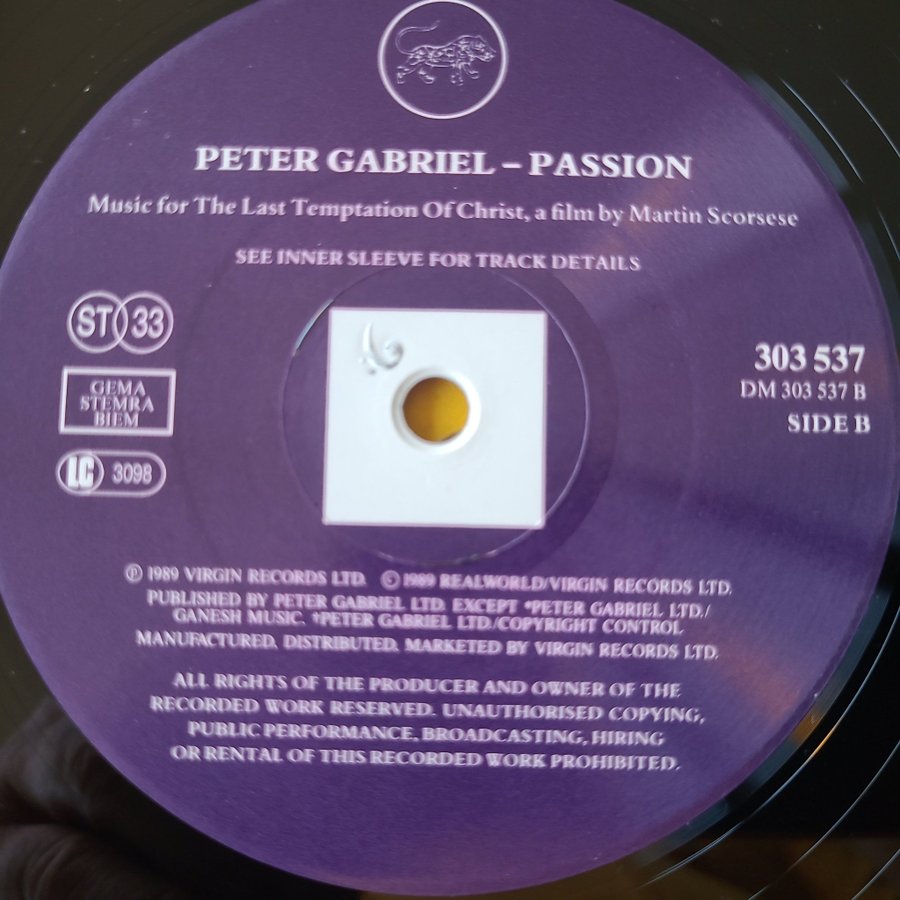 PETER GABRIEL – PASSION
Music for The Last Temptation Of Christ, a film by Martin Scorsese
SEE INNER SLEEVE FOR TRACK DETAILS
ST 33
GEMA
STEMRA
BIEM
LC 3098
303 537
DM 303 537 B
SIDE B
℗ 1989 VIRGIN RECORDS LTD. © 1989 REALWORLD/VIRGIN RECORDS LTD.
PUBLISHED BY PETER GABRIEL LTD. EXCEPT *PETER GABRIEL LTD./
GANESH MUSIC. †PETER GABRIEL LTD./COPYRIGHT CONTROL
MANUFACTURED, DISTRIBUTED, MARKETED BY VIRGIN RECORDS LTD.
ALL RIGHTS OF THE PRODUCER AND OWNER OF THE
RECORDED WORK RESERVED. UNAUTHORISED COPYING,
PUBLIC PERFORMANCE, BROADCASTING, HIRING
OR RENTAL OF THIS RECORDED WORK PROHIBITED.